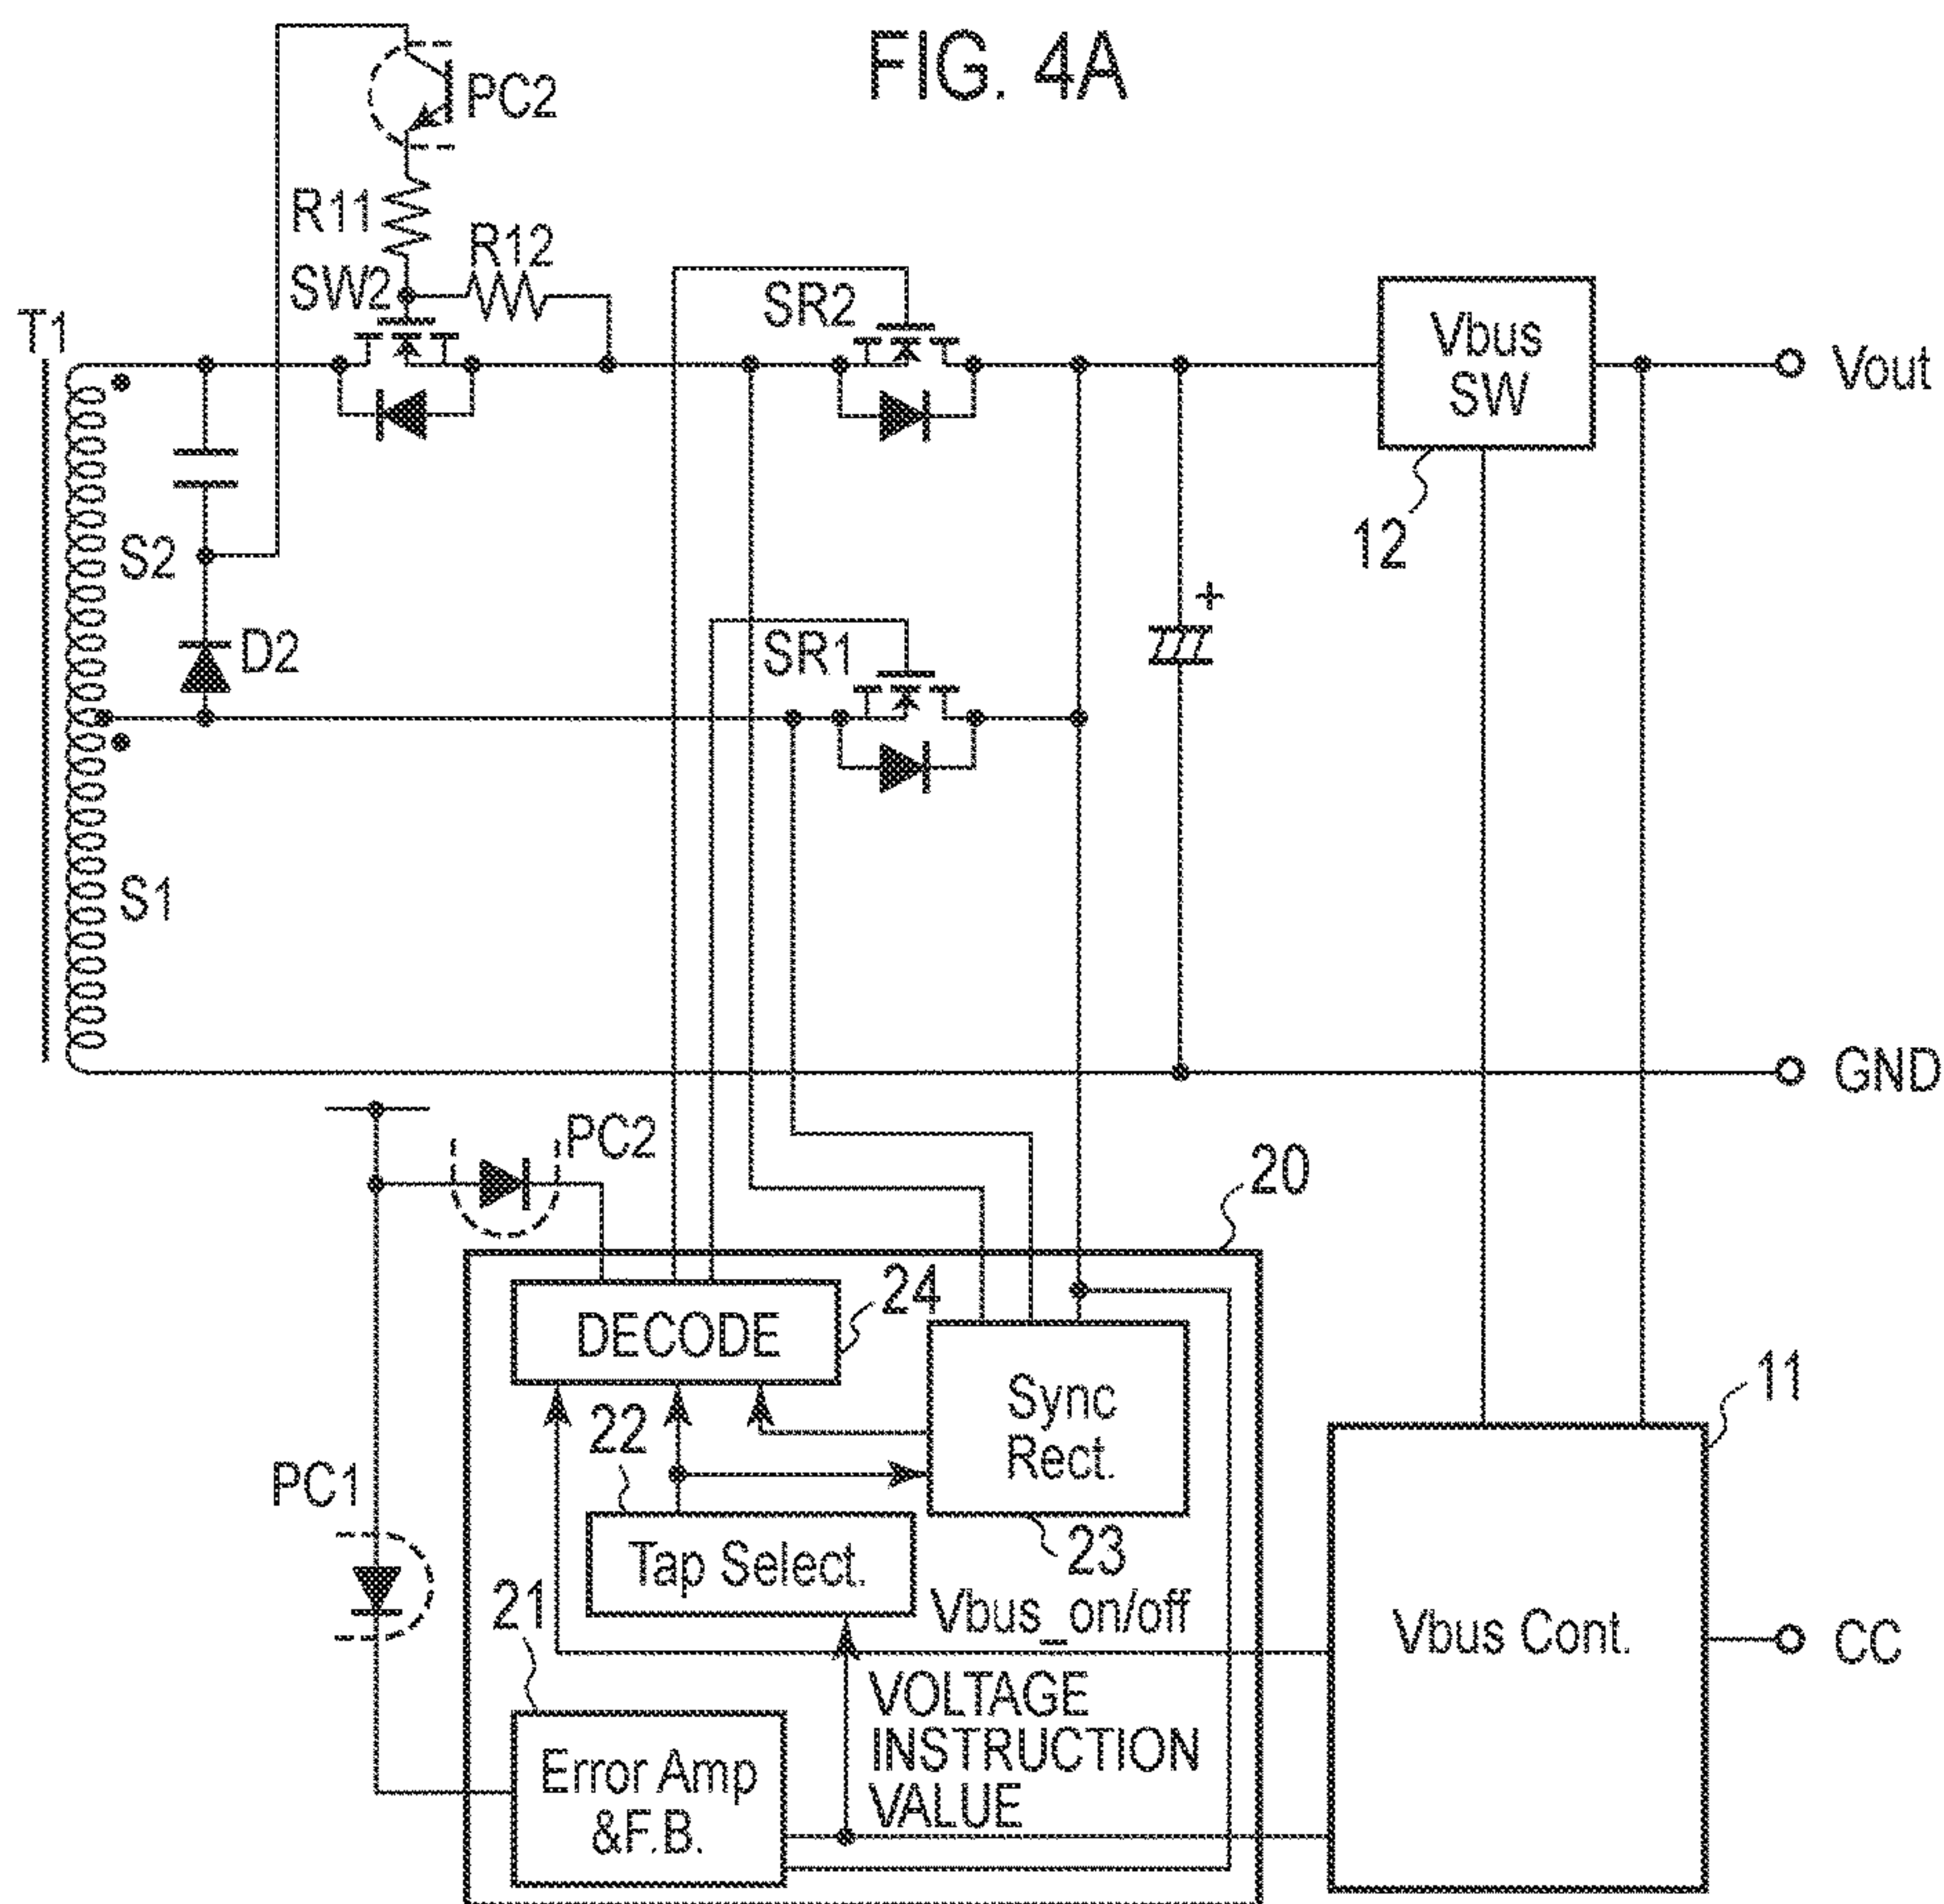 FIG. 4A
PC2
R11
R12
SW2
SR2
T1
Vbus
SW
Vout
12
S2
+
D2
SR1
S1
GND
PC2
20
24
DECODE
11
22
Sync
Rect.
PC1
23
Tap Select.
21
Vbus_on/off
Vbus Cont.
CC
VOLTAGE
INSTRUCTION
VALUE
Error Amp
&F.B.